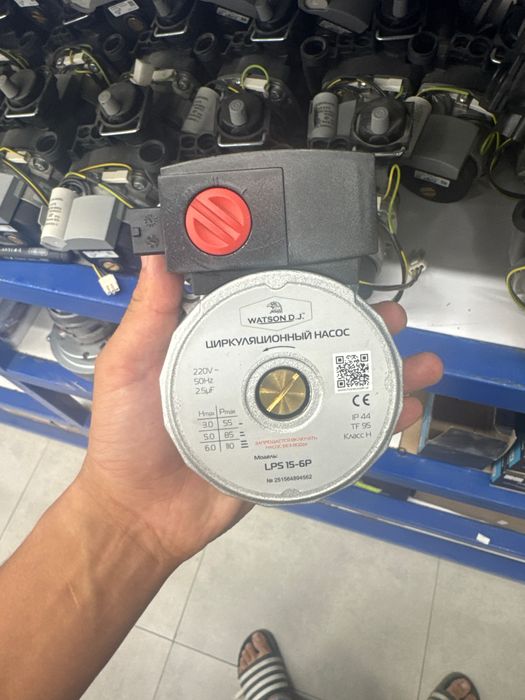 WATSON D.J.
ЦИРКУЛЯЦИОННЫЙ НАСОС
220V ~
50Hz
2.5μF
Hmax Pmax
3.0 55
5.0 85
6.0 110
ЗАПРЕЩАЕТСЯ ВКЛЮЧАТЬ
НАСОС БЕЗ ВОДЫ
CE
IP 44
TF 95
Класс H
Модель:
LPS 15-6P
№ 251564894562